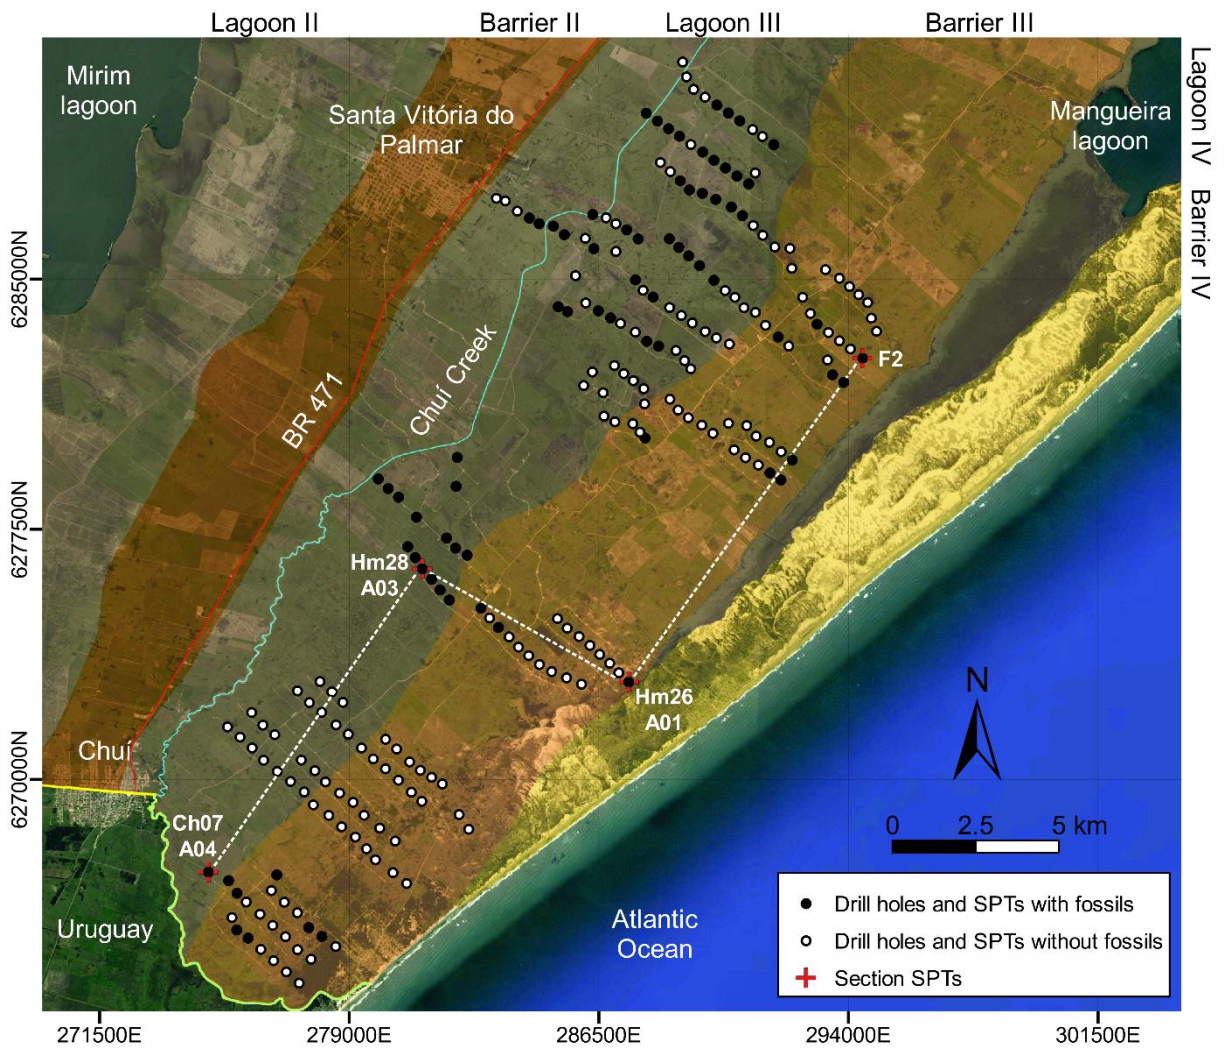 Lagoon II
Barrier II
Lagoon III
Barrier III
Lagoon IV
Barrier IV
Mirim
lagoon
Santa Vitória do
Palmar
Mangueira
lagoon
6285000N
BR 471
Chuí Creek
F2
6277500N
Hm28
A03
Hm26
A01
N
Chuí
6270000N
0 2.5 5 km
Ch07
A04
Uruguay
Atlantic
Ocean
Drill holes and SPTs with fossils
Drill holes and SPTs without fossils
Section SPTs
271500E
279000E
286500E
294000E
301500E